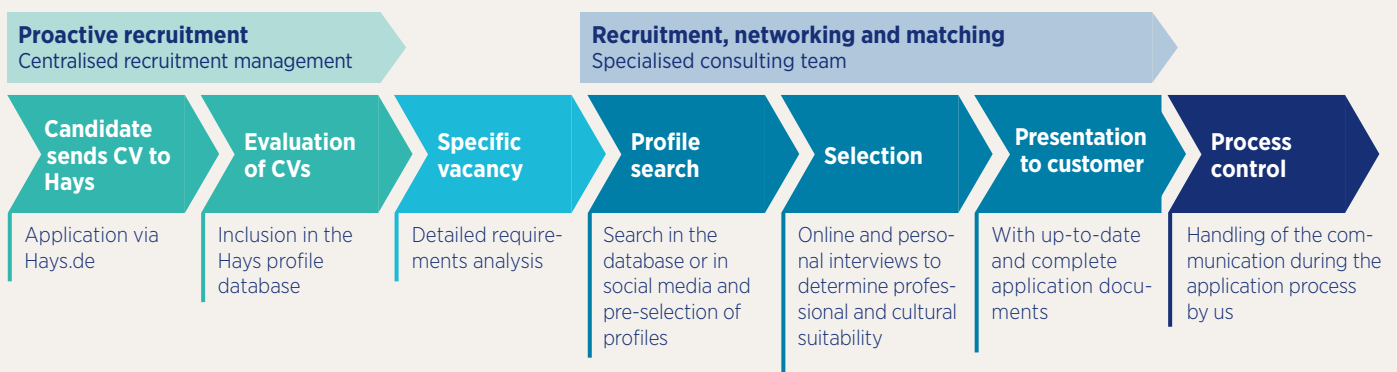 Proactive recruitment
Centralised recruitment management
Recruitment, networking and matching
Specialised consulting team
Candidate
sends CV to
Hays
Application via
Hays.de
Evaluation
of CVs
Inclusion in the
Hays profile
database
Specific
vacancy
Detailed require-
ments analysis
Profile
search
Search in the
database or in
social media and
pre-selection of
profiles
Selection
Online and perso-
nal interviews to
determine profes-
sional and cultural
suitability
Presentation
to customer
With up-to-date
and complete
application docu-
ments
Process
control
Handling of the com-
munication during the
application process
by us